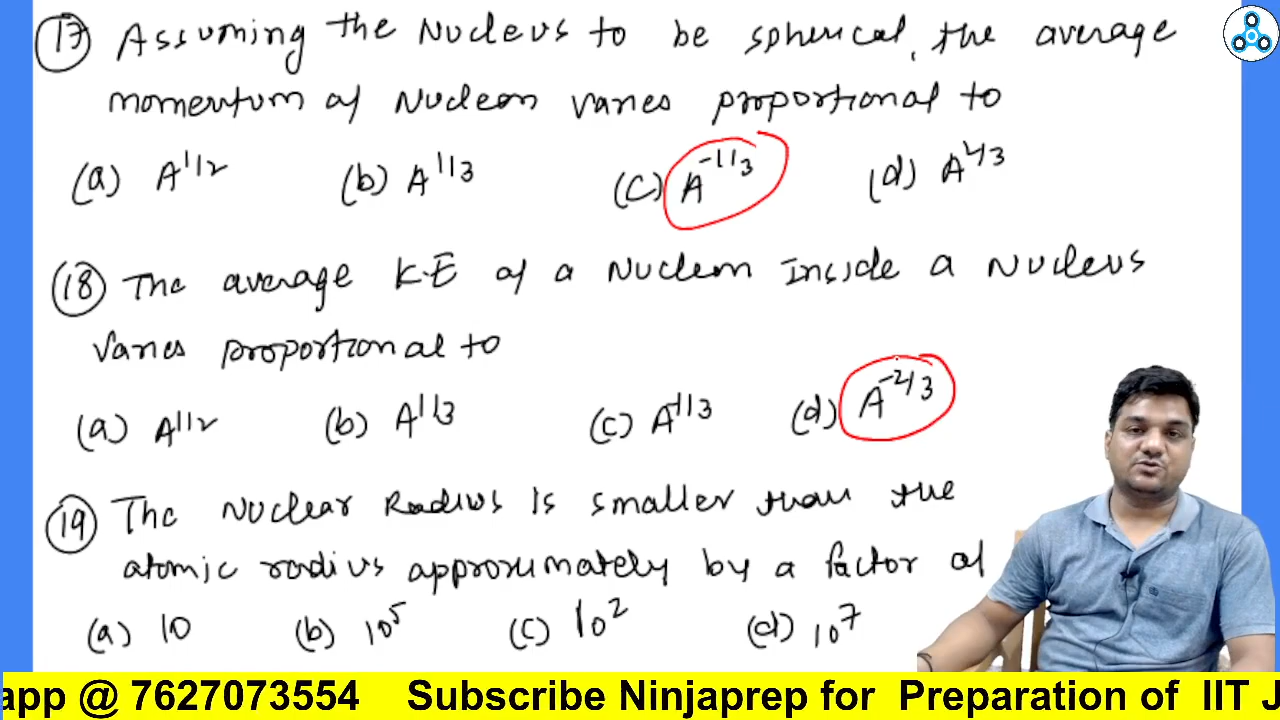 (17) Assuming the Nucleus to be spherical, the average
momentum of Nucleon varies proportional to
(a) A^1/2 (b) A^1/3 (c) A^-1/3 (d) A^2/3
(18) The average K.E of a Nucleon inside a Nucleus
varies proportional to
(a) A^1/2 (b) A^1/3 (c) A^-1/3 (d) A^-2/3
(19) The Nuclear Radius is smaller than the
atomic radius approximately by a factor of
(a) 10 (b) 10^5 (c) 10^2 (d) 10^7
app @ 7627073554 Subscribe Ninjaprep for Preparation of IIT J